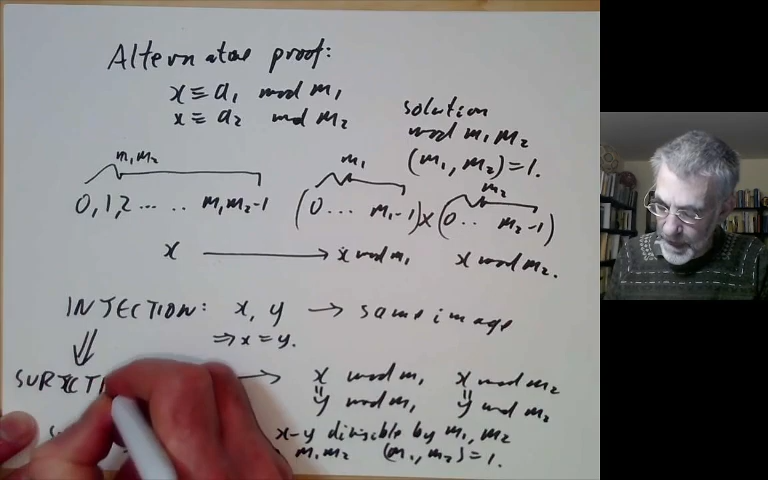 Alternative proof:
x ≡ a₁ mod m₁
x ≡ a₂ mod m₂
solution
mod m₁m₂
(m₁, m₂) = 1.
m₁m₂
m₁
m₂
0, 1, 2 ... .. m₁m₂-1
(0 ... m₁-1) x (0 .. m₂-1)
x → x mod m₁ x mod m₂.
INJECTION: x, y → same image
⇒ x = y.
⇓
→ x mod m₁ x mod m₂
= =
y mod m₁ y mod m₂
x-y divisible by m₁, m₂
m₁m₂ (m₁, m₂) = 1.